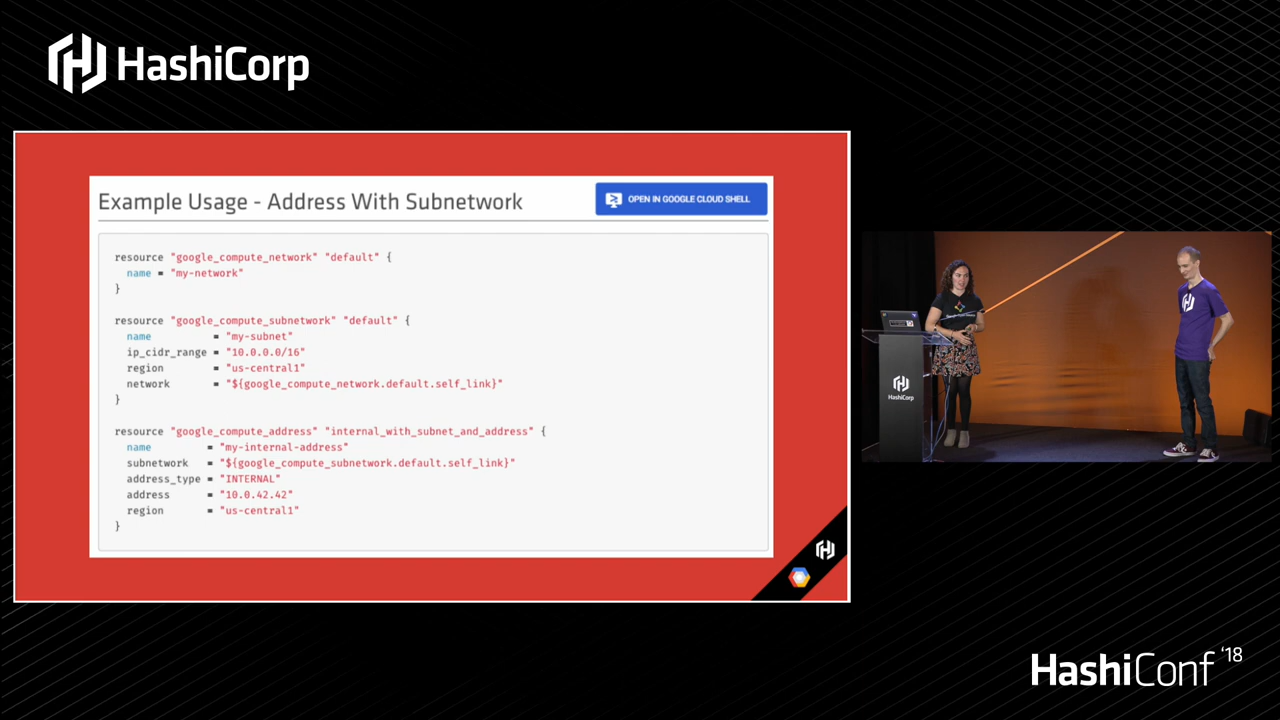 HashiCorp
Example Usage - Address With Subnetwork
OPEN IN GOOGLE CLOUD SHELL
resource "google_compute_network" "default" {
  name = "my-network"
}
resource "google_compute_subnetwork" "default" {
  name          = "my-subnet"
  ip_cidr_range = "10.0.0.0/16"
  region        = "us-central1"
  network       = "${google_compute_network.default.self_link}"
}
resource "google_compute_address" "internal_with_subnet_and_address" {
  name         = "my-internal-address"
  subnetwork   = "${google_compute_subnetwork.default.self_link}"
  address_type = "INTERNAL"
  address      = "10.0.42.42"
  region       = "us-central1"
}
HashiCorp
HashiConf '18